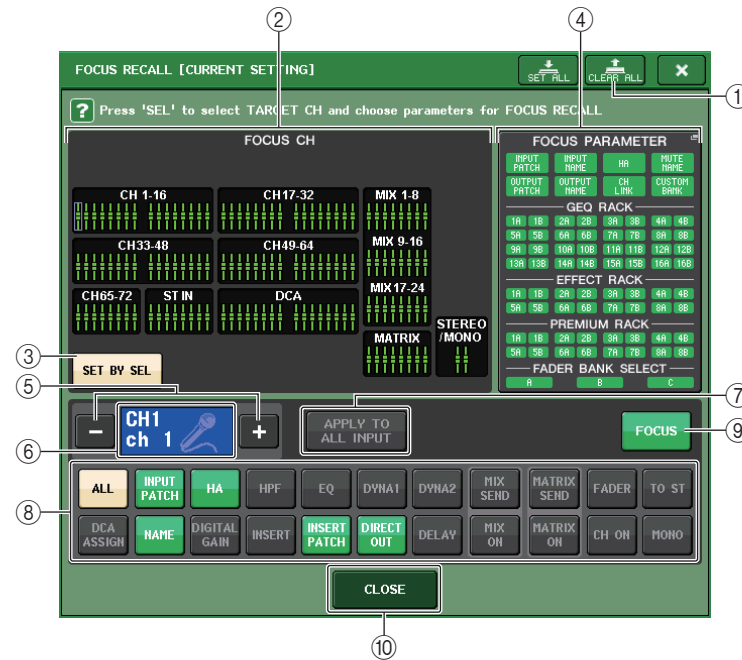 ②
④
FOCUS RECALL [CURRENT SETTING]
SET ALL
CLEAR ALL
①
? Press 'SEL' to select TARGET CH and choose parameters for FOCUS RECALL
FOCUS CH
CH 1-16
CH17-32
MIX 1-8
CH33-48
CH49-64
MIX 9-16
CH65-72
ST IN
DCA
MIX17-24
MATRIX
STEREO
/MONO
FOCUS PARAMETER
INPUT PATCH
INPUT NAME
HA
MUTE NAME
OUTPUT PATCH
OUTPUT NAME
CH LINK
CUSTOM BANK
GEQ RACK
1A 1B 2A 2B 3A 3B 4A 4B
5A 5B 6A 6B 7A 7B 8A 8B
9A 9B 10A 10B 11A 11B 12A 12B
13A 13B 14A 14B 15A 15B 16A 16B
EFFECT RACK
1A 1B 2A 2B 3A 3B 4A 4B
5A 5B 6A 6B 7A 7B 8A 8B
PREMIUM RACK
1A 1B 2A 2B 3A 3B 4A 4B
5A 5B 6A 6B 7A 7B 8A 8B
FADER BANK SELECT
A B C
③
SET BY SEL
⑤
⑥
−
CH1
ch 1
+
APPLY TO
ALL INPUT
⑦
FOCUS
⑨
⑧
ALL
INPUT PATCH
HA
HPF
EQ
DYNA1
DYNA2
MIX SEND
MATRIX SEND
FADER
TO ST
DCA ASSIGN
NAME
DIGITAL GAIN
INSERT
INSERT PATCH
DIRECT OUT
DELAY
MIX ON
MATRIX ON
CH ON
MONO
CLOSE
⑩